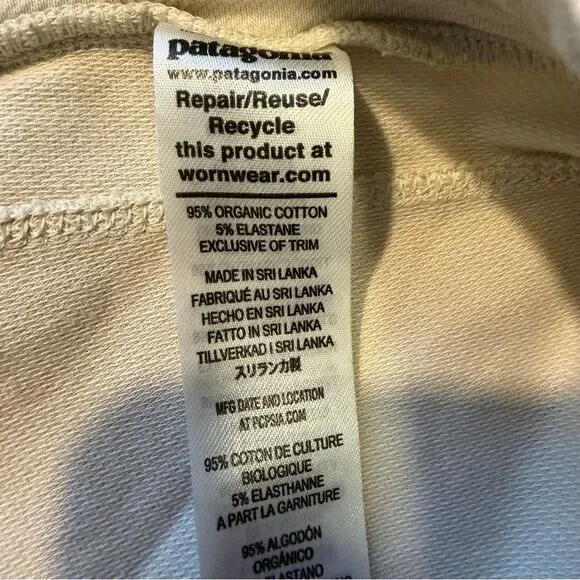 patagonia
www.patagonia.com
Repair/Reuse/
Recycle
this product at
wornwear.com
95% ORGANIC COTTON
5% ELASTANE
EXCLUSIVE OF TRIM
MADE IN SRI LANKA
FABRIQUÉ AU SRI LANKA
HECHO EN SRI LANKA
FATTO IN SRI LANKA
TILLVERKAD I SRI LANKA
スリランカ製
MFG DATE AND LOCATION
AT PCPSIA.COM
95% COTON DE CULTURE
BIOLOGIQUE
5% ELASTHANNE
A PART LA GARNITURE
95% ALGODÓN
ORGÁNICO
ELASTANO